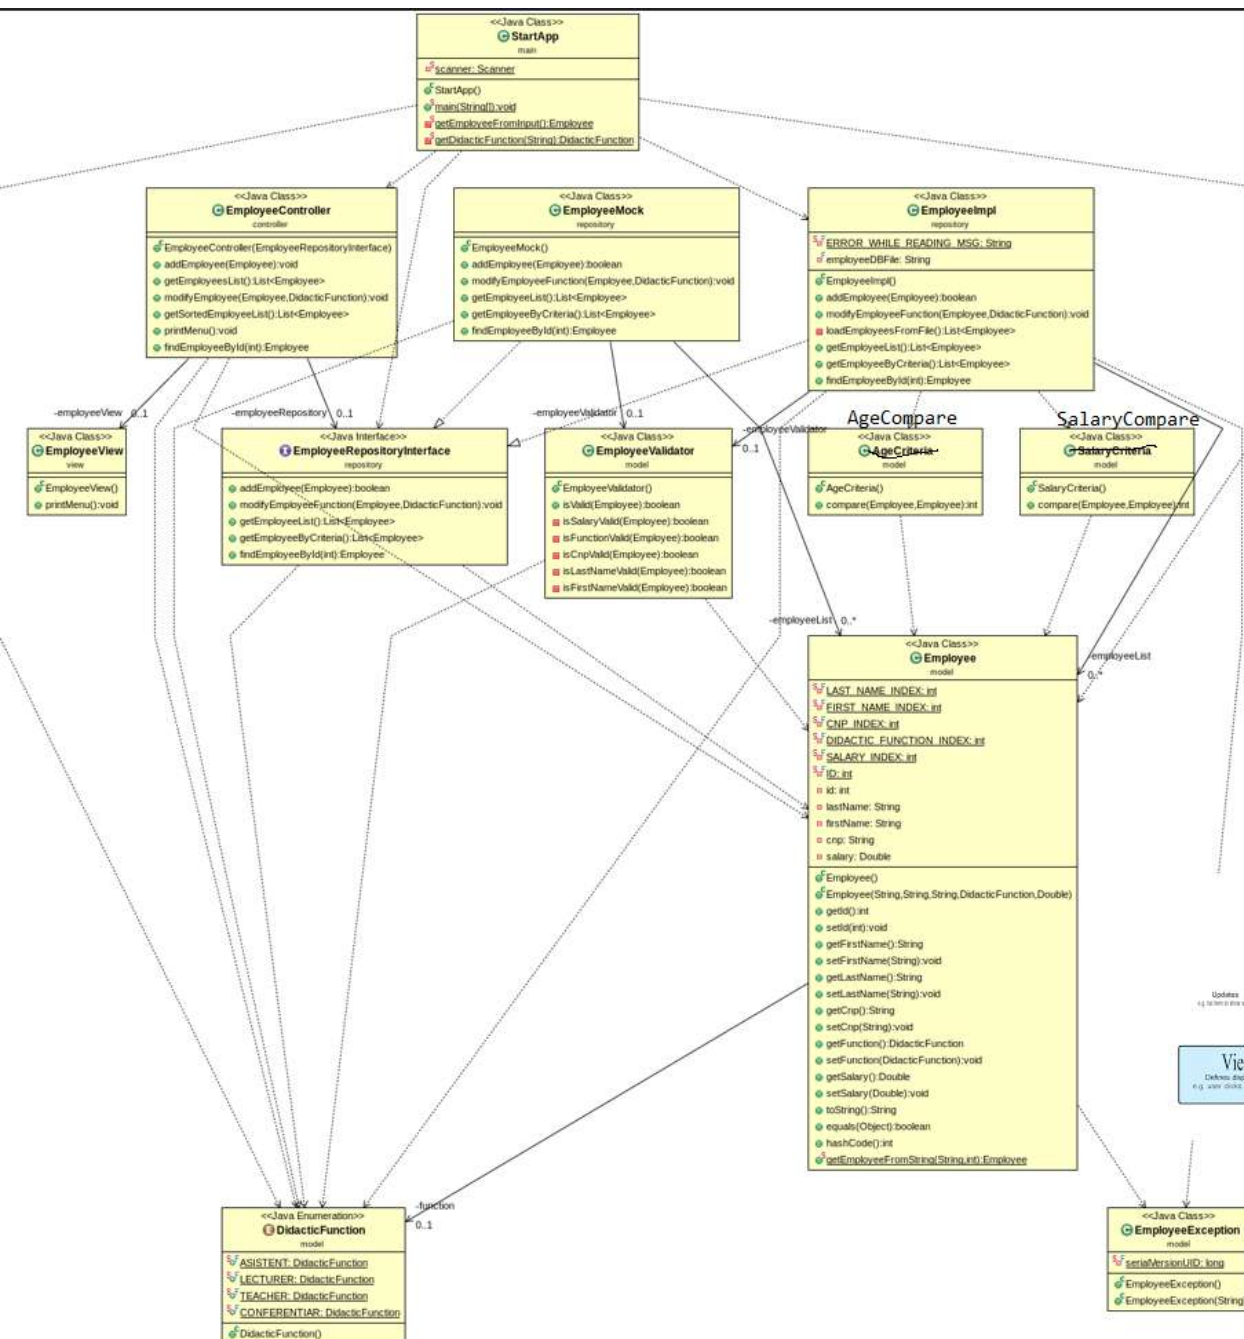 <<Java Class>>
StartApp
main
scanner: Scanner
StartApp()
main(String[]):void
getEmployeeFromInput():Employee
getDidacticFunction(String):DidacticFunction
<<Java Class>>
EmployeeController
controller
EmployeeController(EmployeeRepositoryInterface)
addEmployee(Employee):void
getEmployeesList():List<Employee>
modifyEmployee(Employee,DidacticFunction):void
getSortedEmployeeList():List<Employee>
printMenu():void
findEmployeeById(int):Employee
<<Java Class>>
EmployeeMock
repository
EmployeeMock()
addEmployee(Employee):boolean
modifyEmployeeFunction(Employee,DidacticFunction):void
getEmployeeList():List<Employee>
getEmployeeByCriteria():List<Employee>
findEmployeeById(int):Employee
<<Java Class>>
EmployeeImpl
repository
ERROR_WHILE_READING_MSG: String
employeeDBFile: String
EmployeeImpl()
addEmployee(Employee):boolean
modifyEmployeeFunction(Employee,DidacticFunction):void
loadEmployeesFromFile():List<Employee>
getEmployeeList():List<Employee>
getEmployeeByCriteria():List<Employee>
findEmployeeById(int):Employee
-employeeView 0..1
-employeeRepository 0..1
-employeeValidator 0..1
-employeeValidator
0..1
AgeCompare
SalaryCompare
<<Java Class>>
EmployeeView
view
EmployeeView()
printMenu():void
<<Java Interface>>
EmployeeRepositoryInterface
repository
addEmployee(Employee):boolean
modifyEmployeeFunction(Employee,DidacticFunction):void
getEmployeeList():List<Employee>
getEmployeeByCriteria():List<Employee>
findEmployeeById(int):Employee
<<Java Class>>
EmployeeValidator
model
EmployeeValidator()
isValid(Employee):boolean
isSalaryValid(Employee):boolean
isFunctionValid(Employee):boolean
isCnpValid(Employee):boolean
isLastNameValid(Employee):boolean
isFirstNameValid(Employee):boolean
<<Java Class>>
AgeCriteria
model
AgeCriteria()
compare(Employee,Employee):int
<<Java Class>>
SalaryCriteria
model
SalaryCriteria()
compare(Employee,Employee):int
-employeeList 0..*
-employeeList
0..*
<<Java Class>>
Employee
model
LAST_NAME_INDEX: int
FIRST_NAME_INDEX: int
CNP_INDEX: int
DIDACTIC_FUNCTION_INDEX: int
SALARY_INDEX: int
ID: int
id: int
lastName: String
firstName: String
cnp: String
salary: Double
Employee()
Employee(String,String,String,DidacticFunction,Double)
getId():int
setId(int):void
getFirstName():String
setFirstName(String):void
getLastName():String
setLastName(String):void
getCnp():String
setCnp(String):void
getFunction():DidacticFunction
setFunction(DidacticFunction):void
getSalary():Double
setSalary(Double):void
toString():String
equals(Object):boolean
hashCode():int
getEmployeeFromString(String,int):Employee
Updates
Vie
-function
0..1
<<Java Enumeration>>
DidacticFunction
model
ASISTENT: DidacticFunction
LECTURER: DidacticFunction
TEACHER: DidacticFunction
CONFERENTIAR: DidacticFunction
DidacticFunction()
<<Java Class>>
EmployeeException
model
serialVersionUID: long
EmployeeException()
EmployeeException(String)